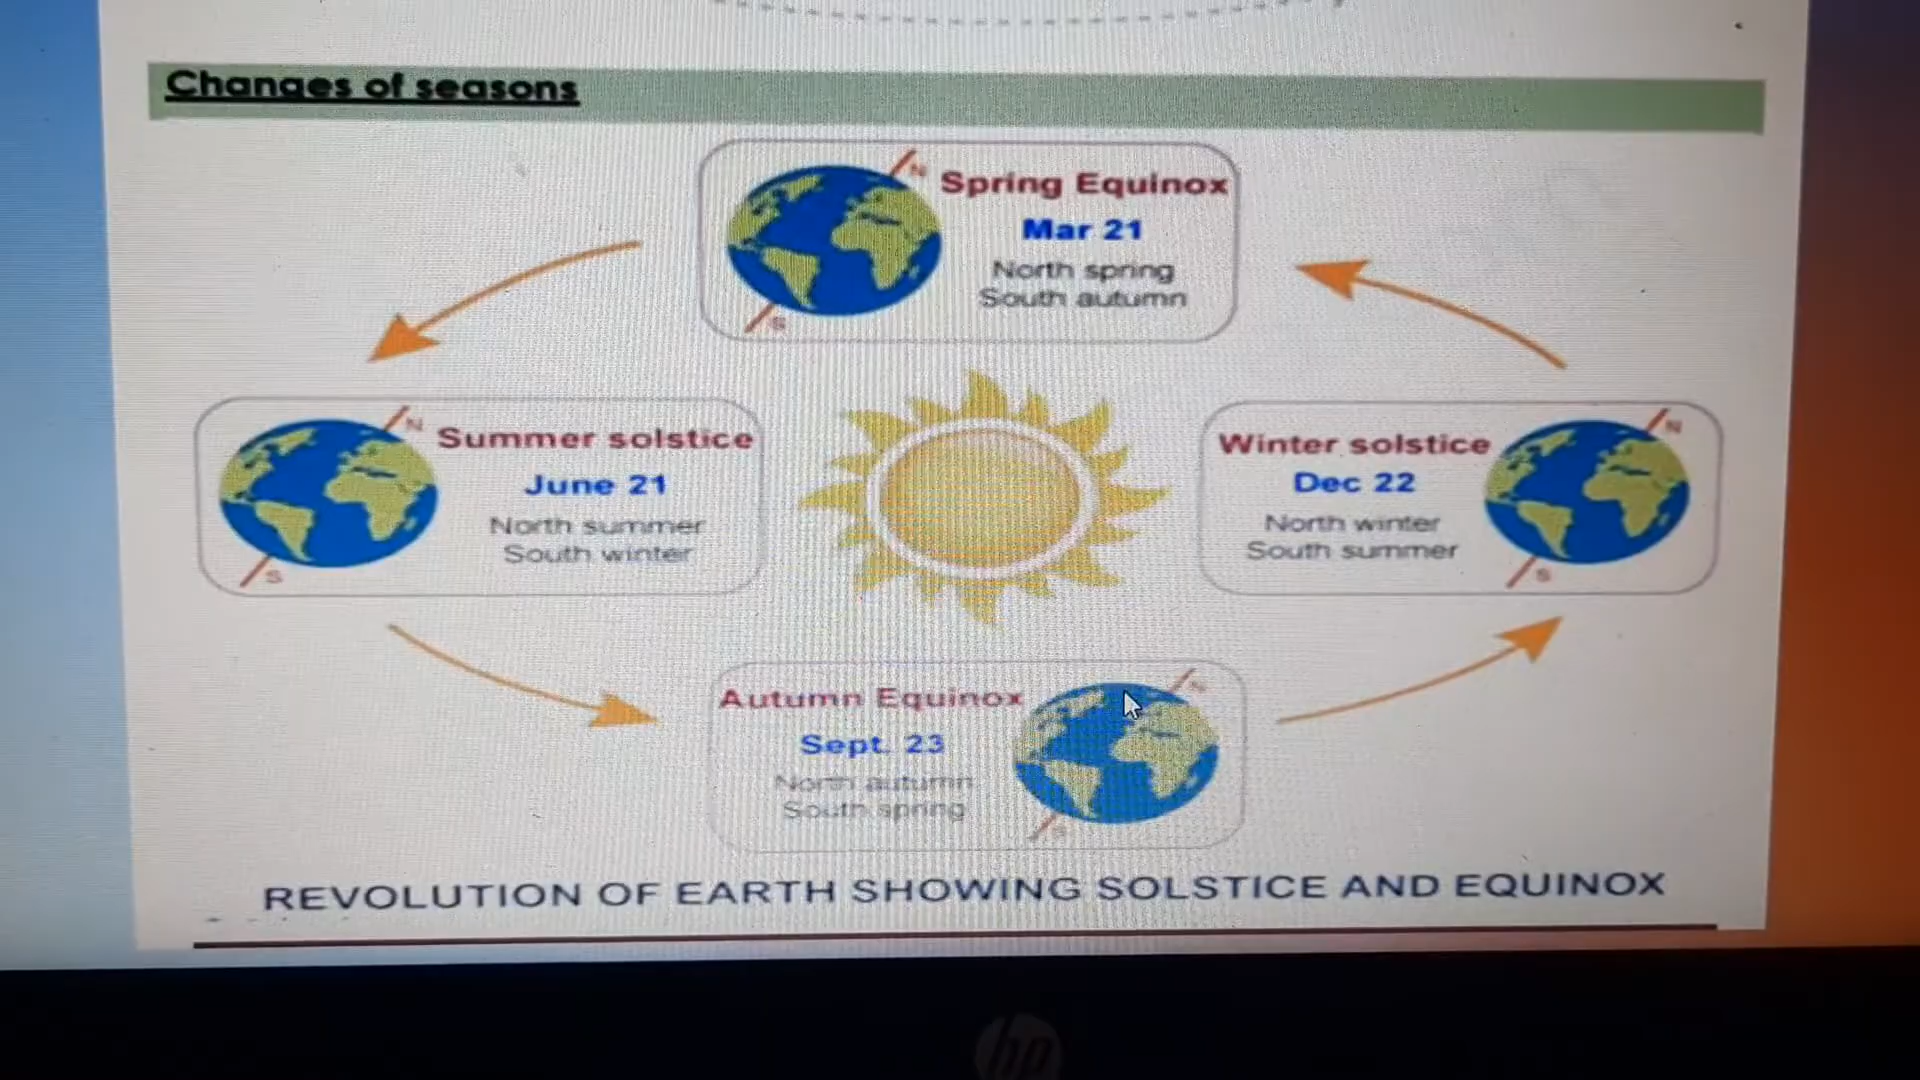 Changes of seasons
N
Spring Equinox
Mar 21
North spring
South autumn
S
N
Summer solstice
June 21
North summer
South winter
S
Winter solstice
Dec 22
North winter
South summer
N
S
Autumn Equinox
Sept. 23
North autumn
South spring
N
S
REVOLUTION OF EARTH SHOWING SOLSTICE AND EQUINOX
hp